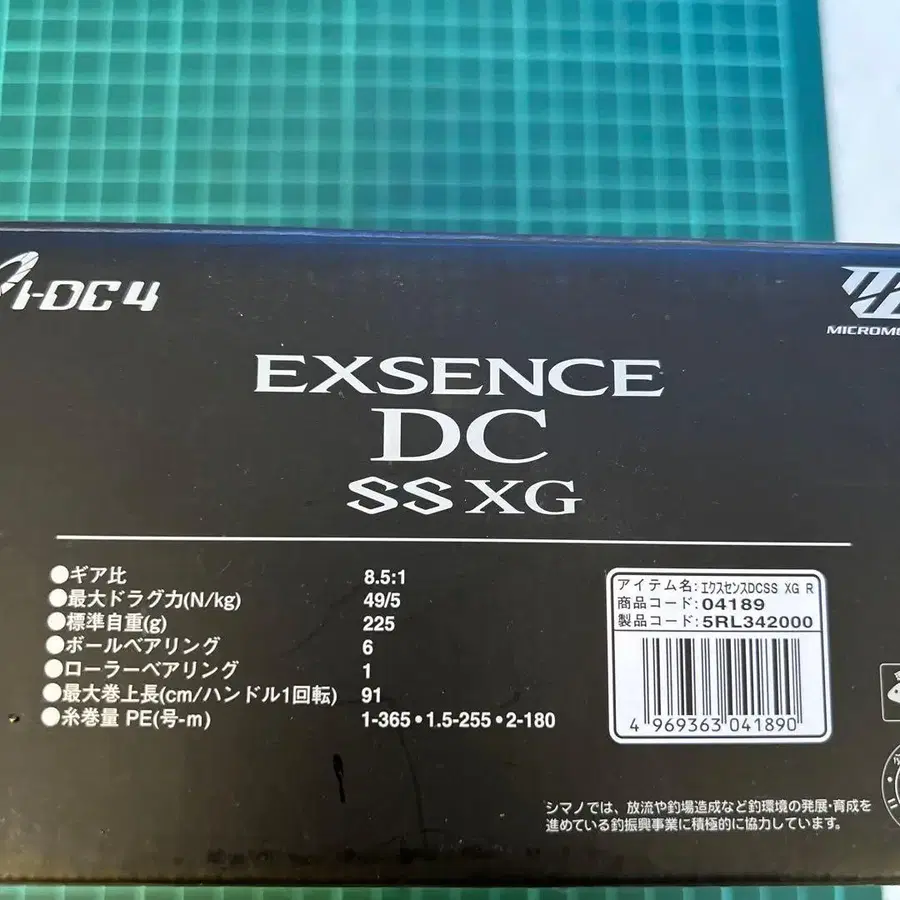 I-DC4
MICROMO
EXSENCE
DC
SS XG
●ギア比 8.5:1
●最大ドラグ力(N/kg) 49/5
●標準自重(g) 225
●ボールベアリング 6
●ローラーベアリング 1
●最大巻上長(cm/ハンドル1回転) 91
●糸巻量 PE(号-m) 1-365•1.5-255•2-180
アイテム名: エクスセンスDCSS XG R
商品コード: 04189
製品コード: 5RL342000
4 969363 041890
シマノでは、放流や釣場造成など釣環境の発展・育成を
進めている釣振興事業に積極的に協力しています。